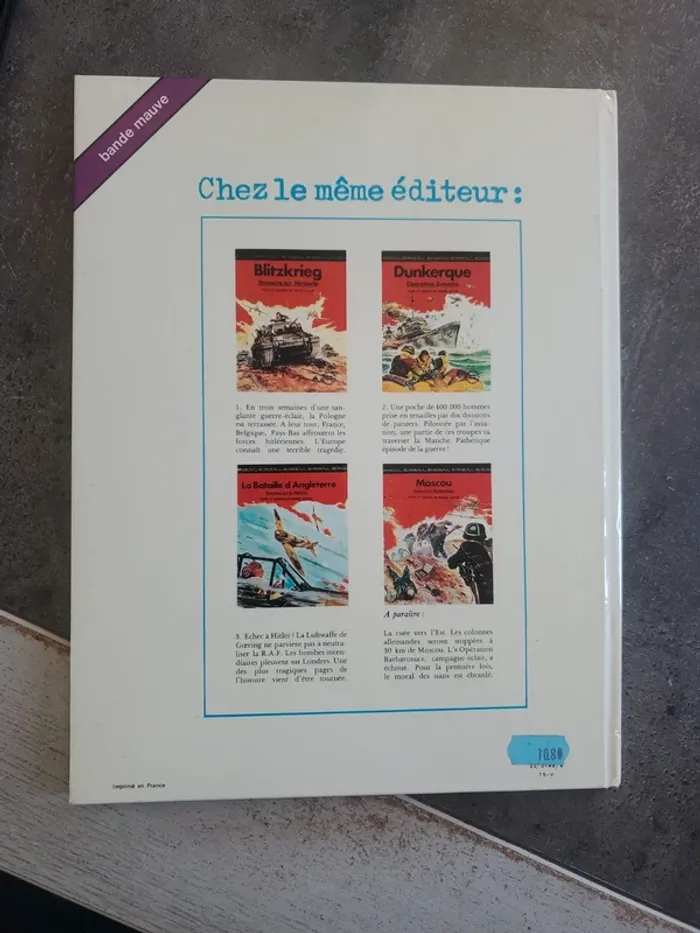 bande mauve
Chez le même éditeur :
Blitzkrieg
Dunkerque
Opération Dynamo
1. En trois semaines d'une san-
glante guerre-éclair, la Pologne
est terrassée. A leur tour, France,
Belgique, Pays-Bas affrontent les
forces hitlériennes. L'Europe
connaît une terrible tragédie.
2. Une poche de 400 000 hommes
prise en tenailles par dix divisions
de panzers. Pilonnée par l'avia-
tion, une partie de ces troupes va
traverser la Manche. Pathétique
épisode de la guerre !
La Bataille d'Angleterre
Moscou
3. Echec à Hitler ! La Luftwaffe de
Gœring ne parvient pas à neutra-
liser la R.A.F. Les bombes incen-
diaires pleuvent sur Londres. Une
des plus tragiques pages de
l'histoire vient d'être tournée.
A paraître :
La ruée vers l'Est. Les colonnes
allemandes seront stoppées à
30 km de Moscou. L'« Opération
Barbarossa », campagne éclair, a
échoué. Pour la première fois,
le moral des nazis est ébranlé.
10.80
75-V
Imprimé en France